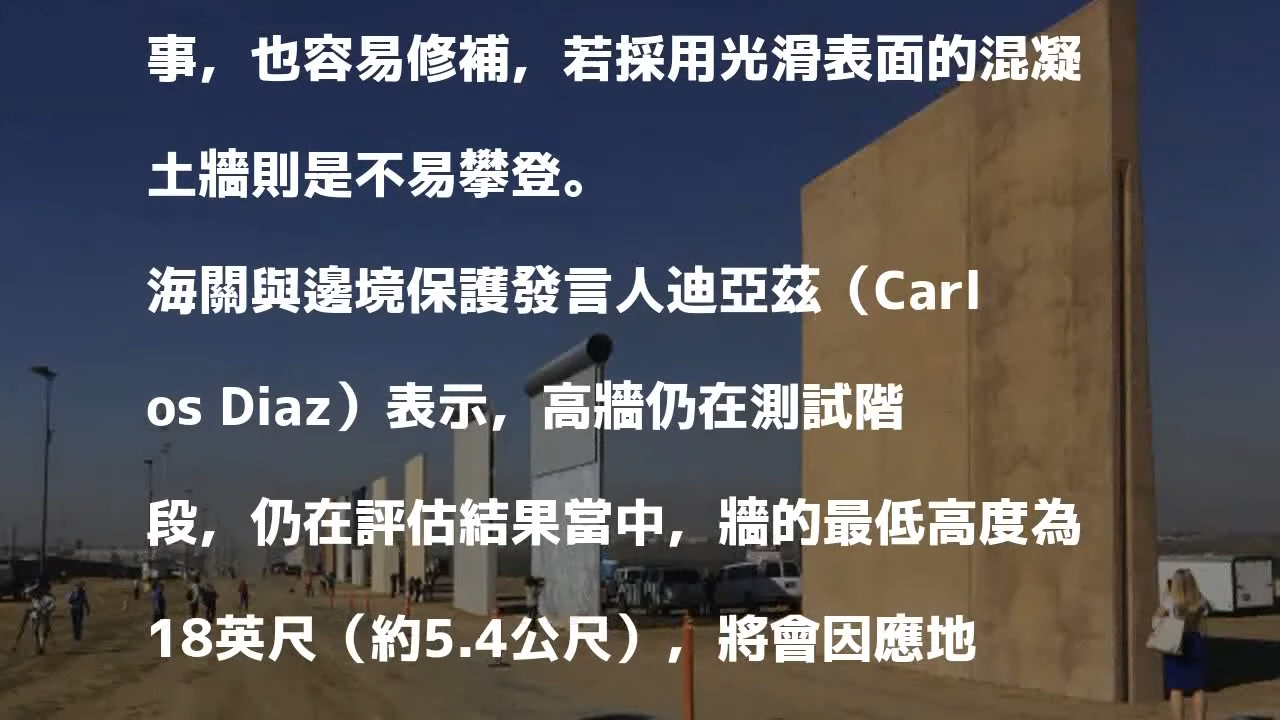 事，也容易修補，若採用光滑表面的混凝
土牆則是不易攀登。
海關與邊境保護發言人迪亞茲（Carl
os Diaz）表示，高牆仍在測試階
段，仍在評估結果當中，牆的最低高度為
18英尺（約5.4公尺），將會因應地